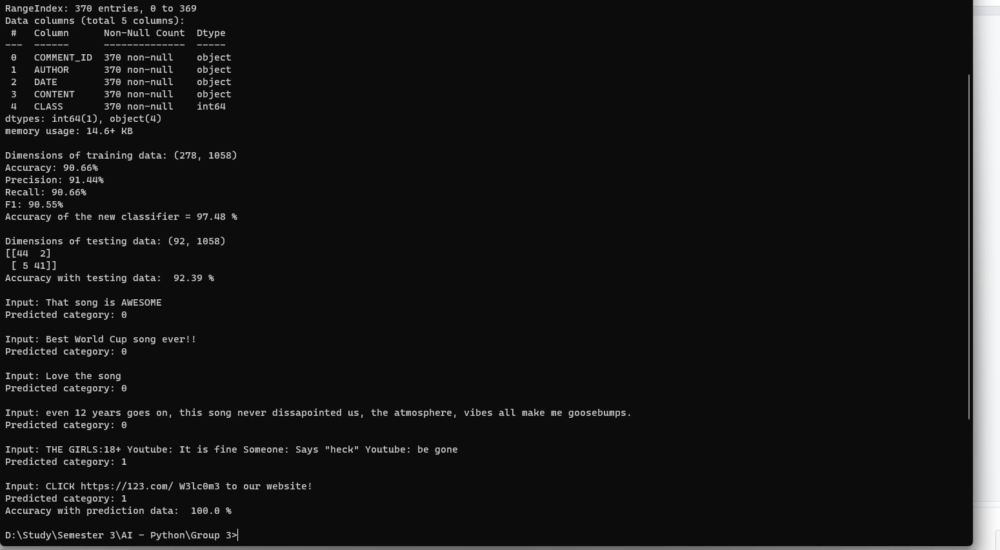 RangeIndex: 370 entries, 0 to 369
Data columns (total 5 columns):
 #   Column      Non-Null Count  Dtype
---  ------      --------------  -----
 0   COMMENT_ID  370 non-null    object
 1   AUTHOR      370 non-null    object
 2   DATE        370 non-null    object
 3   CONTENT     370 non-null    object
 4   CLASS       370 non-null    int64
dtypes: int64(1), object(4)
memory usage: 14.6+ KB

Dimensions of training data: (278, 1058)
Accuracy: 90.66%
Precision: 91.44%
Recall: 90.66%
F1: 90.55%
Accuracy of the new classifier = 97.48 %

Dimensions of testing data: (92, 1058)
[[44  2]
 [ 5 41]]
Accuracy with testing data:  92.39 %

Input: That song is AWESOME
Predicted category: 0

Input: Best World Cup song ever!!
Predicted category: 0

Input: Love the song
Predicted category: 0

Input: even 12 years goes on, this song never dissapointed us, the atmosphere, vibes all make me goosebumps.
Predicted category: 0

Input: THE GIRLS:18+ Youtube: It is fine Someone: Says "heck" Youtube: be gone
Predicted category: 1

Input: CLICK https://123.com/ W3lc0m3 to our website!
Predicted category: 1
Accuracy with prediction data:  100.0 %

D:\Study\Semester 3\AI - Python\Group 3>